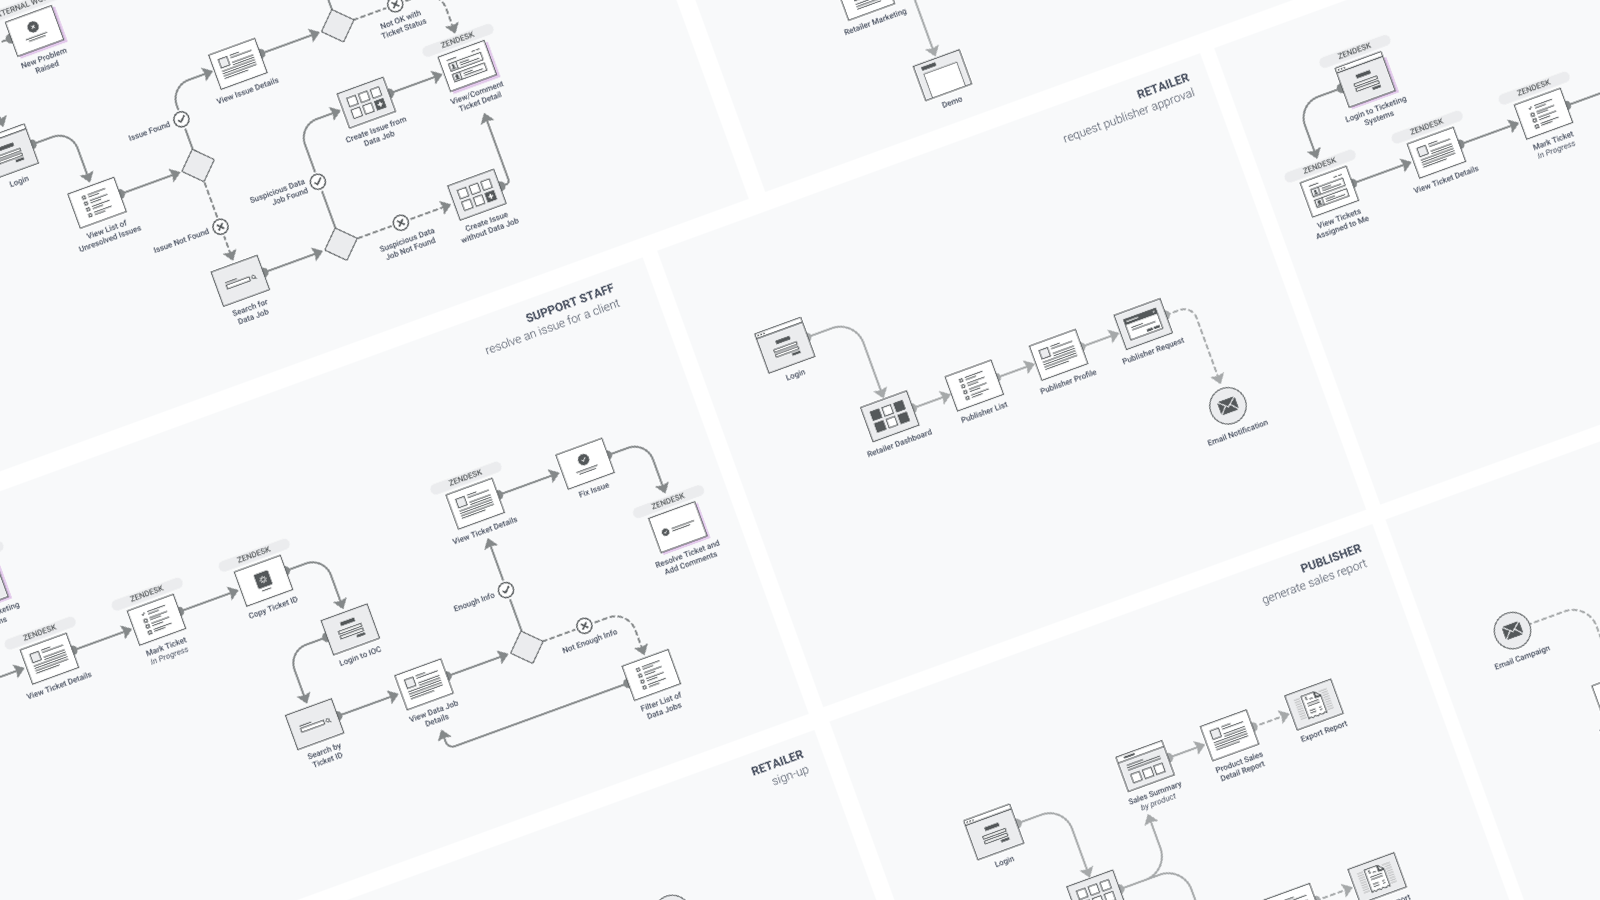 New Problem
Raised
Login
View List of
Unresolved Issues
Issue Found
View Issue Details
Issue Not Found
Search for
Data Job
Suspicious Data
Job Found
Create Issue from
Data Job
Not OK with
Ticket Status
ZENDESK
View/Comment
Ticket Detail
Suspicious Data
Job Not Found
Create Issue
without Data Job
Retailer Marketing
Demo
RETAILER
request publisher approval
Login
Retailer Dashboard
Publisher List
Publisher Profile
Publisher Request
Email Notification
ZENDESK
Login to Ticketing
Systems
ZENDESK
View Tickets
Assigned to Me
ZENDESK
View Ticket Details
ZENDESK
Mark Ticket
In Progress
SUPPORT STAFF
resolve an issue for a client
ZENDESK
View Ticket Details
ZENDESK
Mark Ticket
In Progress
ZENDESK
Copy Ticket ID
Login to IOC
Search by
Ticket ID
View Data Job
Details
Enough Info
Not Enough Info
Filter List of
Data Jobs
ZENDESK
View Ticket Details
Fix Issue
ZENDESK
Resolve Ticket and
Add Comments
RETAILER
sign-up
PUBLISHER
generate sales report
Login
Sales Summary
by product
Product Sales
Detail Report
Export Report
Email Campaign